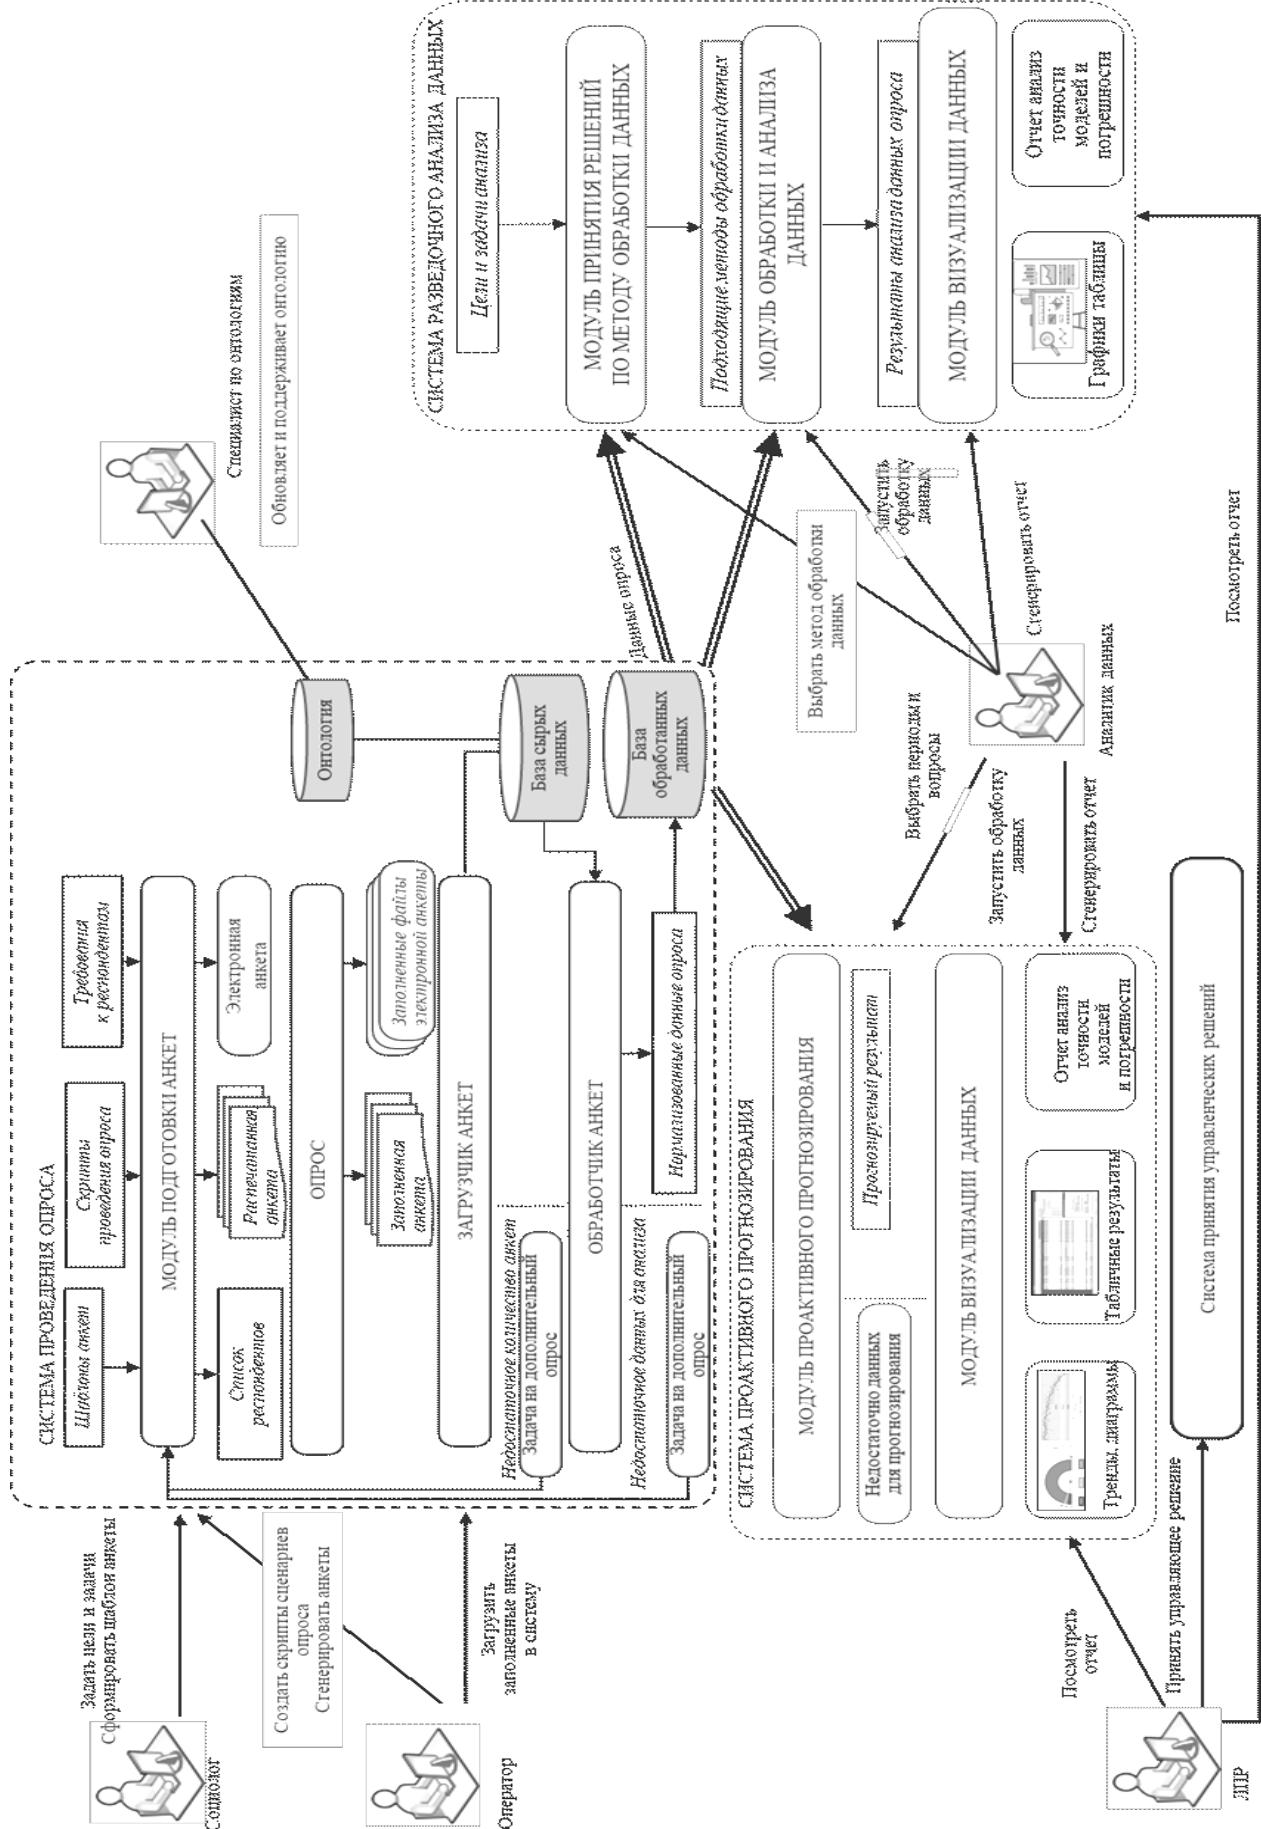 Задать цели и задачи
Сформировать шаблон анкеты
Социолог
Создать скрипты сценариев
опроса
Сгенерировать анкеты
Оператор
Загрузить
заполненные анкеты
в систему
СИСТЕМА ПРОВЕДЕНИЯ ОПРОСА
Шаблоны анкет
Скрипты
проведения опроса
Требования
к респондентам
МОДУЛЬ ПОДГОТОВКИ АНКЕТ
Список
респондентов
Распечатанная
анкета
Электронная
анкета
ОПРОС
Заполненная
анкета
Заполненные файлы
электронной анкеты
ЗАГРУЗЧИК АНКЕТ
Недостаточное количество анкет
Задача на дополнительный
опрос
ОБРАБОТЧИК АНКЕТ
Недостаточное данных для анализа
Задача на дополнительный
опрос
Нормализованные данные опроса
Онтология
База сырых
данных
База
обработанных
данных
Специалист по онтологиям
Обновляет и поддерживает онтологию
Данные опроса
СИСТЕМА РАЗВЕДОЧНОГО АНАЛИЗА ДАННЫХ
Цели и задачи анализа
МОДУЛЬ ПРИНЯТИЯ РЕШЕНИЙ
ПО МЕТОДУ ОБРАБОТКИ ДАННЫХ
Подходящие методы обработки данных
МОДУЛЬ ОБРАБОТКИ И АНАЛИЗА
ДАННЫХ
Результаты анализа данных опроса
МОДУЛЬ ВИЗУАЛИЗАЦИИ ДАННЫХ
Графики таблицы
Отчет анализ
точности
моделей и
погрешности
Выбрать метод обработки
данных
Запустить
обработку
данных
Сгенерировать отчет
Аналитик данных
Выбрать периоды и
вопросы
Запустить обработку
данных
Сгенерировать отчет
СИСТЕМА ПРОАКТИВНОГО ПРОГНОЗИРОВАНИЯ
МОДУЛЬ ПРОАКТИВНОГО ПРОГНОЗИРОВАНИЯ
Недостаточно данных
для прогнозирования
Прогнозируемый результат
МОДУЛЬ ВИЗУАЛИЗАЦИИ ДАННЫХ
Тренды, диаграммы
Табличные результаты
Отчет анализ
точности
моделей
и погрешности
Посмотреть
отчет
Принять управляющее решение
Система принятия управленческих решений
Посмотреть отчет
ЛПР